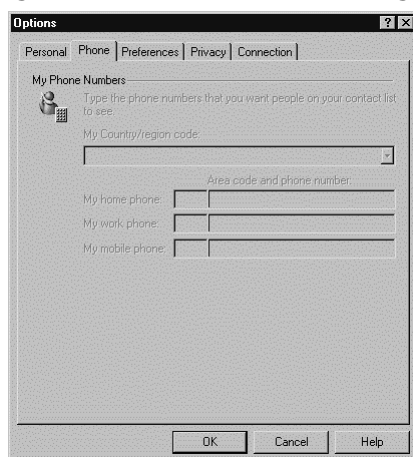 Options
Personal Phone Preferences Privacy Connection
My Phone Numbers
Type the phone numbers that you want people on your contact list
to see.
My Country/region code:
Area code and phone number:
My home phone:
My work phone:
My mobile phone:
OK Cancel Help